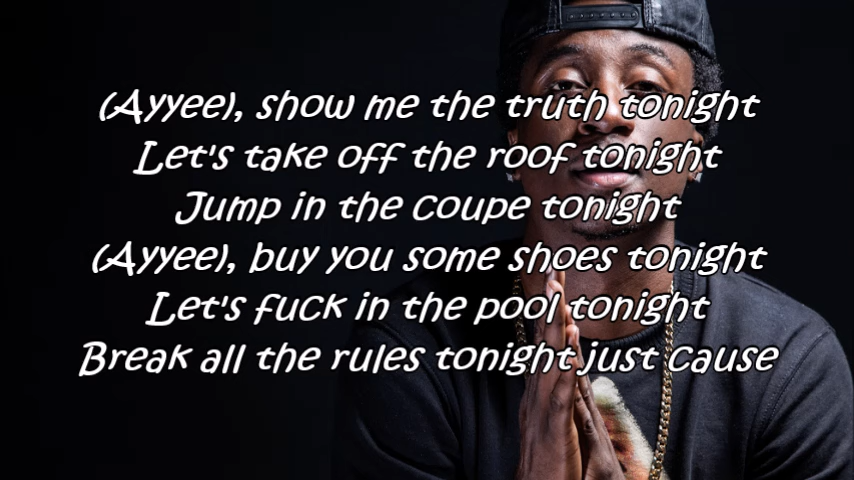 (Ayyee), show me the truth tonight
Let's take off the roof tonight
Jump in the coupe tonight
(Ayyee), buy you some shoes tonight
Let's fuck in the pool tonight
Break all the rules tonight just cause